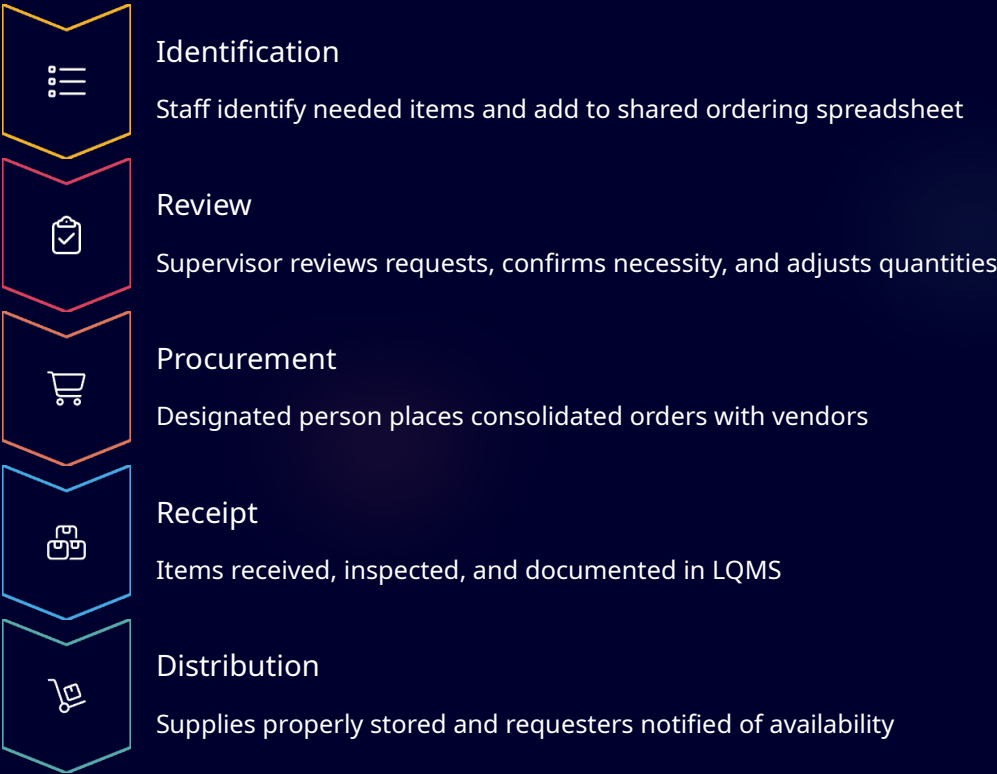 Identification
Staff identify needed items and add to shared ordering spreadsheet
Review
Supervisor reviews requests, confirms necessity, and adjusts quantities
Procurement
Designated person places consolidated orders with vendors
Receipt
Items received, inspected, and documented in LQMS
Distribution
Supplies properly stored and requesters notified of availability